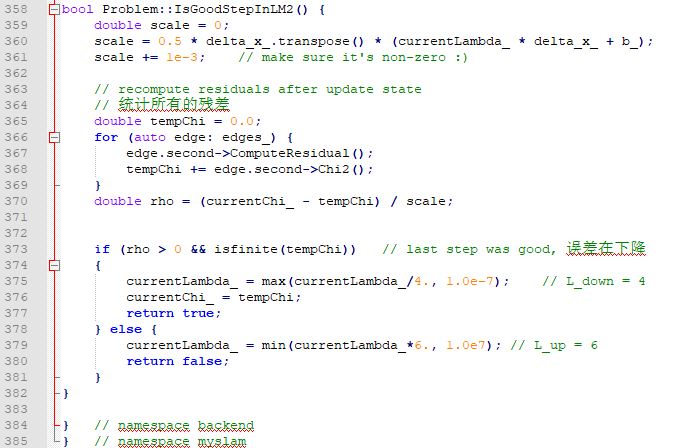 358 bool Problem::IsGoodStepInLM2() {
359     double scale = 0;
360     scale = 0.5 * delta_x_.transpose() * (currentLambda_ * delta_x_ + b_);
361     scale += 1e-3;    // make sure it's non-zero :)
362
363     // recompute residuals after update state
364     // 统计所有的残差
365     double tempChi = 0.0;
366     for (auto edge: edges_) {
367         edge.second->ComputeResidual();
368         tempChi += edge.second->Chi2();
369     }
370     double rho = (currentChi_ - tempChi) / scale;
371
372
373     if (rho > 0 && isfinite(tempChi))   // last step was good, 误差在下降
374     {
375         currentLambda_ = max(currentLambda_/4., 1.0e-7);    // L_down = 4
376         currentChi_ = tempChi;
377         return true;
378     } else {
379         currentLambda_ = min(currentLambda_*6., 1.0e7); // L_up = 6
380         return false;
381     }
382 }
383
384 }   // namespace backend
385 }   // namespace myslam